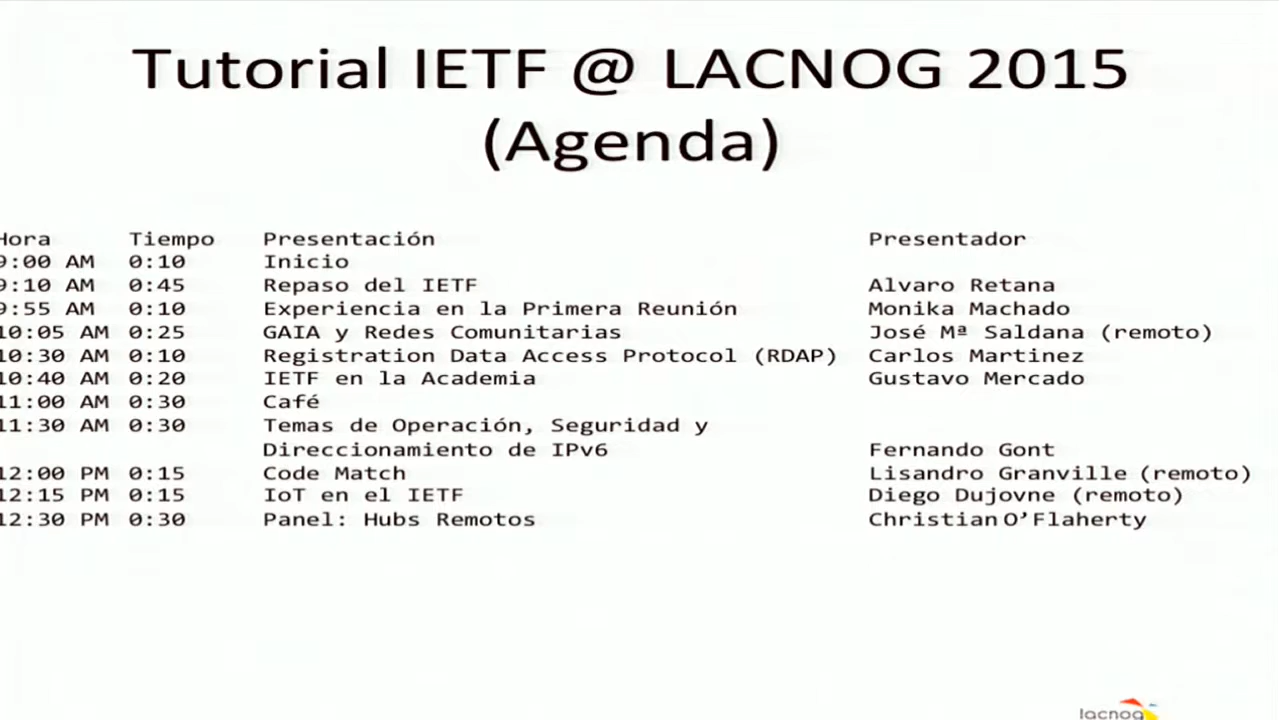 Tutorial IETF @ LACNOG 2015
(Agenda)
Hora Tiempo Presentación Presentador
9:00 AM 0:10 Inicio
9:10 AM 0:45 Repaso del IETF Alvaro Retana
9:55 AM 0:10 Experiencia en la Primera Reunión Monika Machado
10:05 AM 0:25 GAIA y Redes Comunitarias José Mª Saldana (remoto)
10:30 AM 0:10 Registration Data Access Protocol (RDAP) Carlos Martinez
10:40 AM 0:20 IETF en la Academia Gustavo Mercado
11:00 AM 0:30 Café
11:30 AM 0:30 Temas de Operación, Seguridad y
Direccionamiento de IPv6 Fernando Gont
12:00 PM 0:15 Code Match Lisandro Granville (remoto)
12:15 PM 0:15 IoT en el IETF Diego Dujovne (remoto)
12:30 PM 0:30 Panel: Hubs Remotos Christian O’Flaherty
lacnog